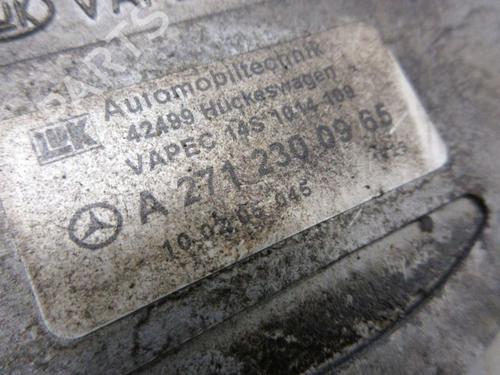 LUK Automobiltechnik
42499 Hückeswagen
VAPEC 14S 1014 109
A 271 230 09 65
10.02.05 045